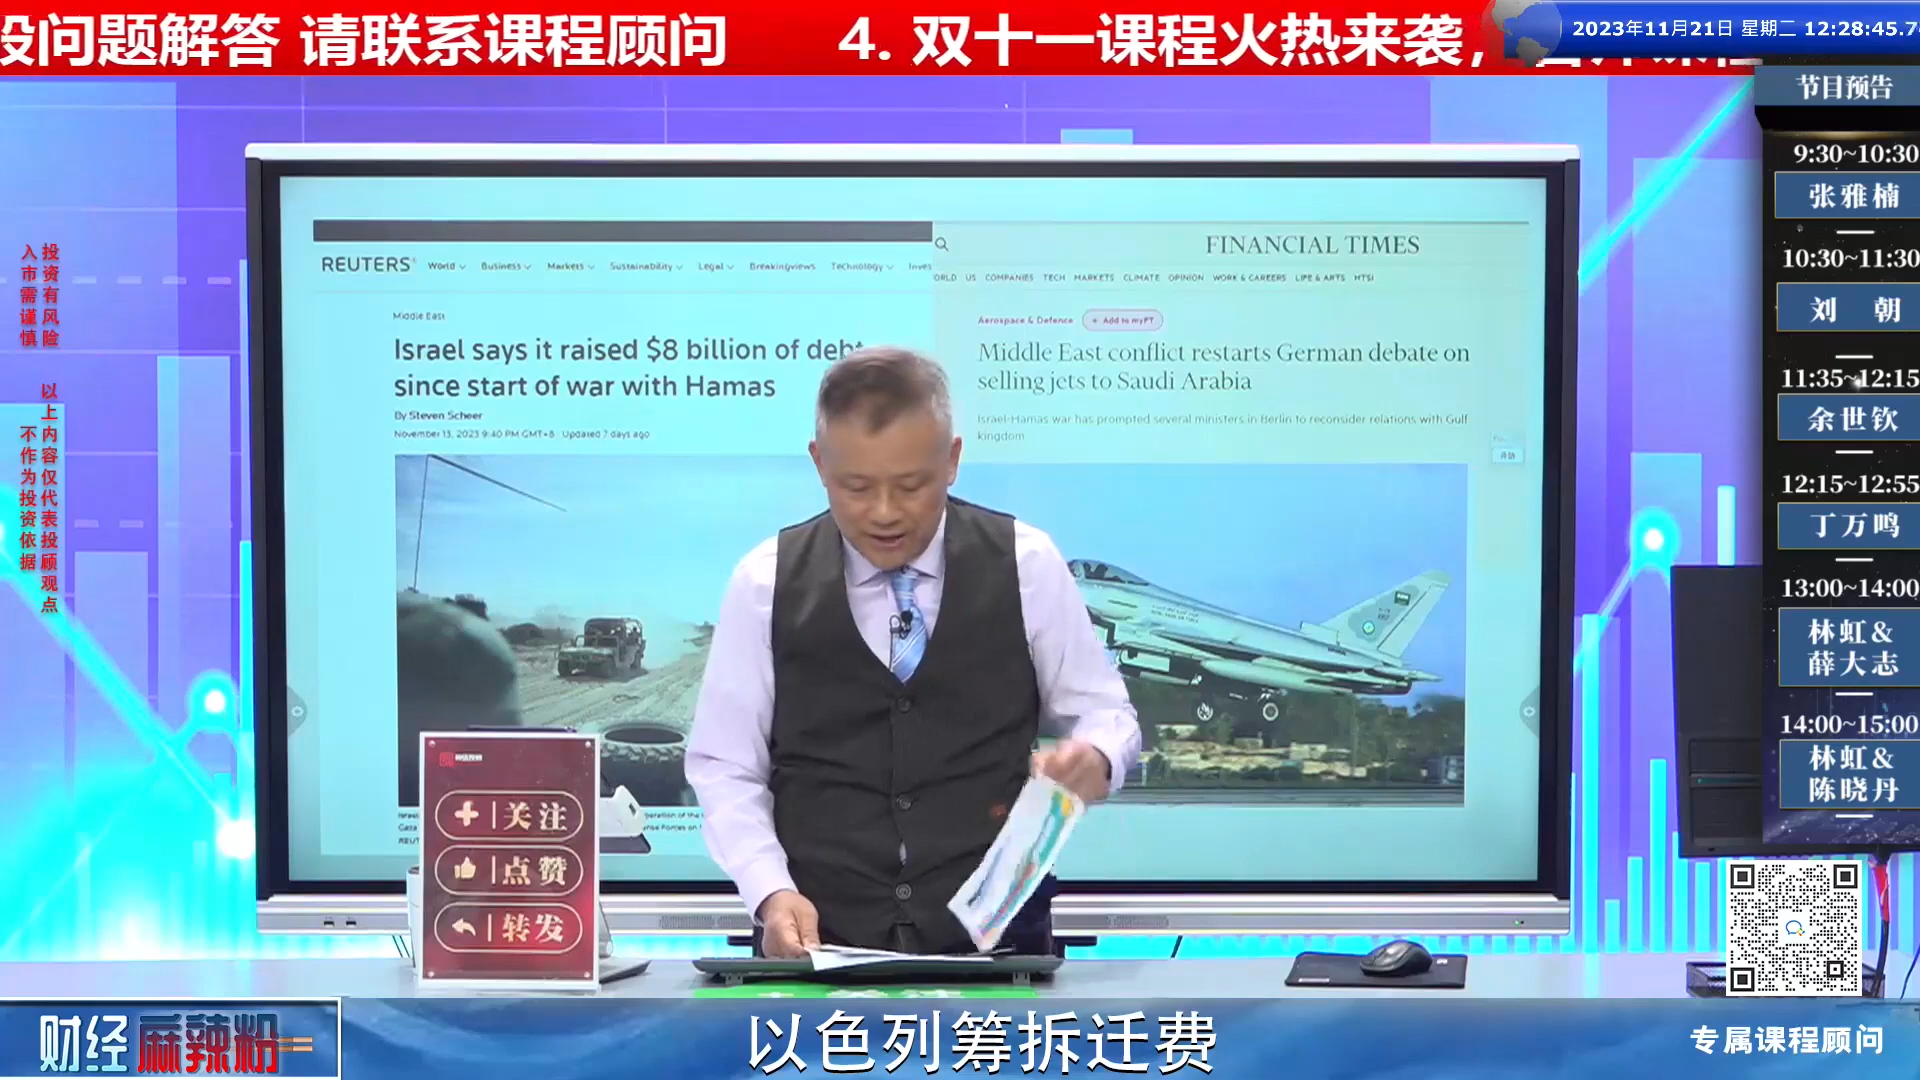 设问题解答 请联系课程顾问 4. 双十一课程火热来袭，
2023年11月21日 星期二 12:28:45.7
节目预告
9:30~10:30
张雅楠
10:30~11:30
刘 朝
11:35~12:15
余世钦
12:15~12:55
丁万鸣
13:00~14:00
林虹&
薛大志
14:00~15:00
林虹&
陈晓丹
投资有风险
入市需谨慎
以上内容仅代表投顾观点
不作为投资依据
REUTERS
World Business Markets Sustainability Legal Breakingviews Technology Inves
Middle East
Israel says it raised $8 billion of debt
since start of war with Hamas
By Steven Scheer
November 13, 2023 9:40 PM GMT+8 Updated 7 days ago
FINANCIAL TIMES
ORLD US COMPANIES TECH MARKETS CLIMATE OPINION WORK & CAREERS LIFE & ARTS HTSI
Aerospace & Defence + Add to myFT
Middle East conflict restarts German debate on
selling jets to Saudi Arabia
Israel-Hamas war has prompted several ministers in Berlin to reconsider relations with Gulf
kingdom
关注
点赞
转发
财经麻辣粉
以色列筹拆迁费
专属课程顾问